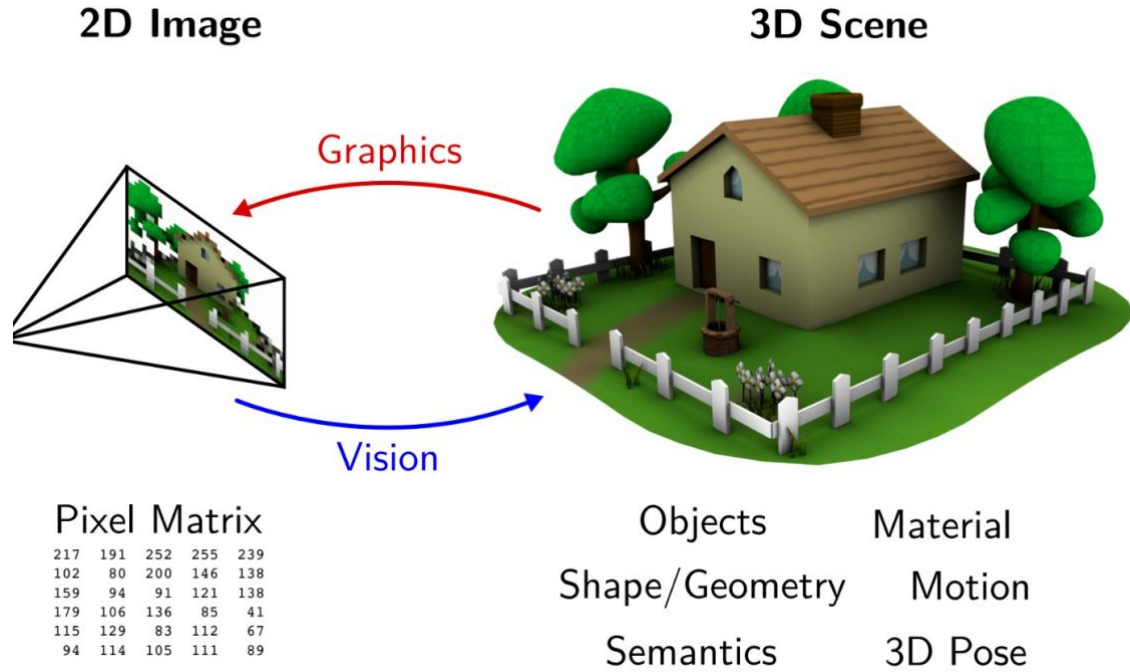 2D Image
3D Scene
Graphics
Vision
Pixel Matrix
217 191 252 255 239
102 80 200 146 138
159 94 91 121 138
179 106 136 85 41
115 129 83 112 67
94 114 105 111 89
Objects Material
Shape/Geometry Motion
Semantics 3D Pose